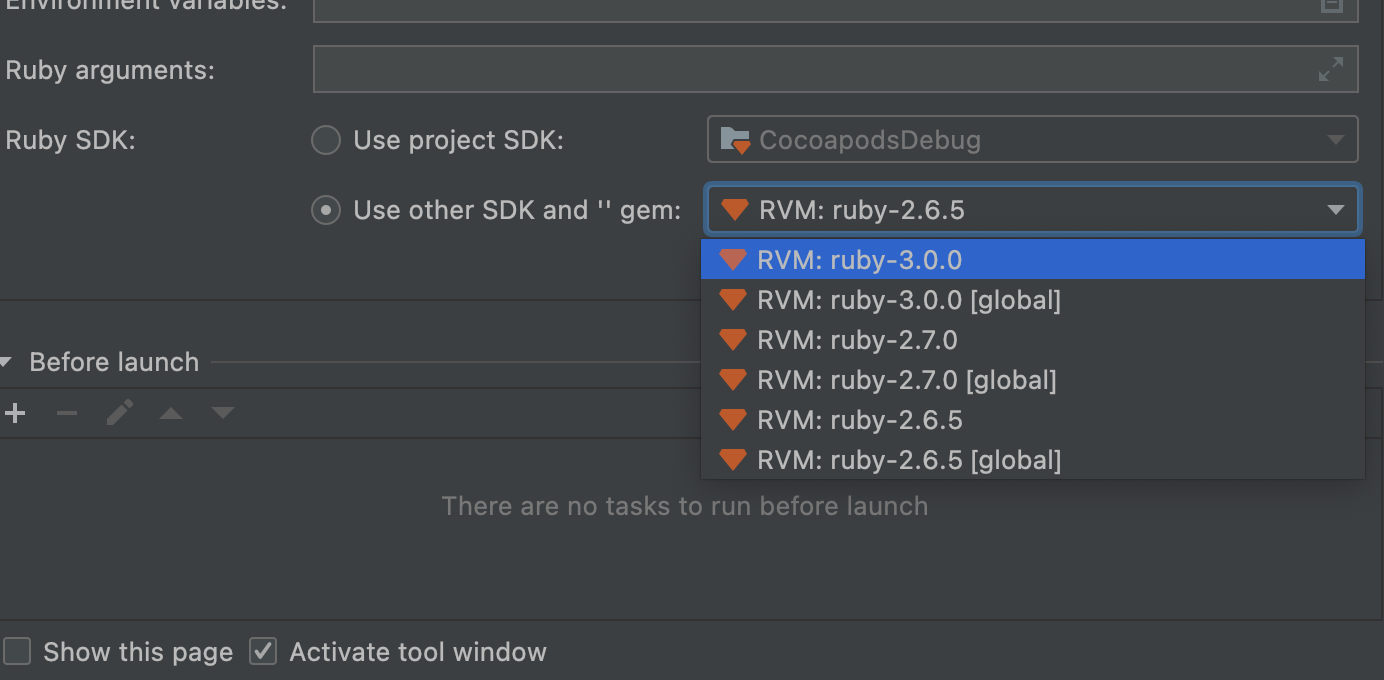 Environment variables:
Ruby arguments:
Ruby SDK:
Use project SDK:
CocoapodsDebug
Use other SDK and '' gem:
RVM: ruby-2.6.5
RVM: ruby-3.0.0
RVM: ruby-3.0.0 [global]
RVM: ruby-2.7.0
RVM: ruby-2.7.0 [global]
RVM: ruby-2.6.5
RVM: ruby-2.6.5 [global]
Before launch
There are no tasks to run before launch
Show this page
Activate tool window